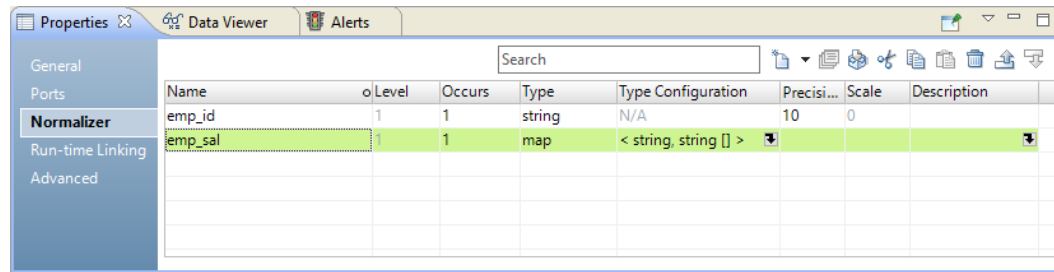 Properties Data Viewer Alerts
Search
General
Ports
Normalizer
Run-time Linking
Advanced
Name Level Occurs Type Type Configuration Precisi... Scale Description
emp_id 1 1 string N/A 10 0
emp_sal 1 1 map < string, string [] >